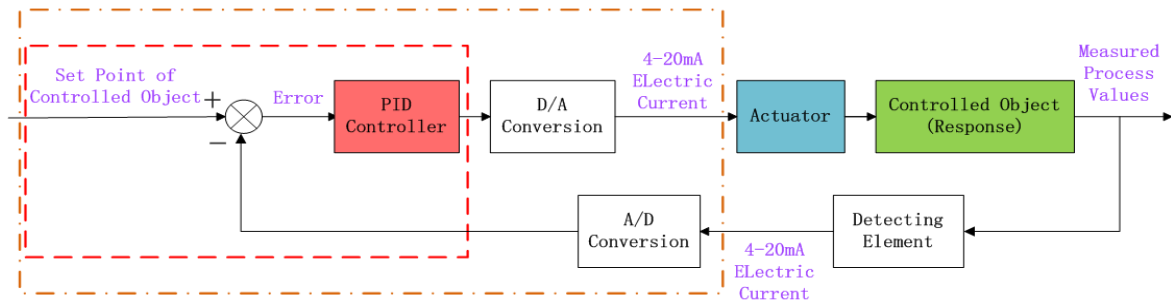 Set Point of
Controlled Object
+
−
Error
PID
Controller
D/A
Conversion
4-20mA
ELectric
Current
Actuator
Controlled Object
(Response)
Measured
Process
Values
A/D
Conversion
4-20mA
ELectric
Current
Detecting
Element